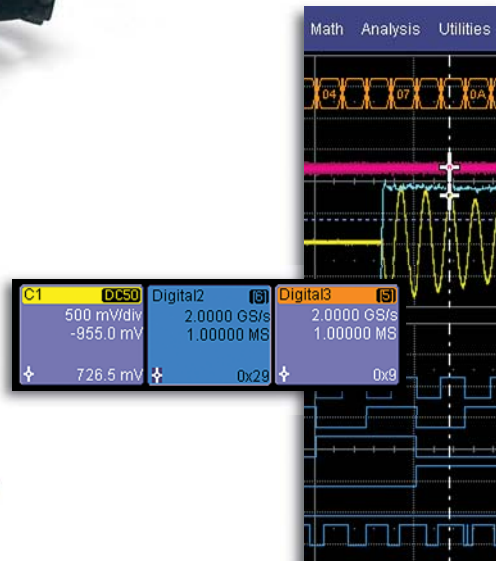 Math Analysis Utilities
04 07 0A
C1 DC50 Digital2 [6] Digital3 [5]
500 mV/div 2.0000 GS/s 2.0000 GS/s
-955.0 mV 1.00000 MS 1.00000 MS
726.5 mV 0x29 0x9